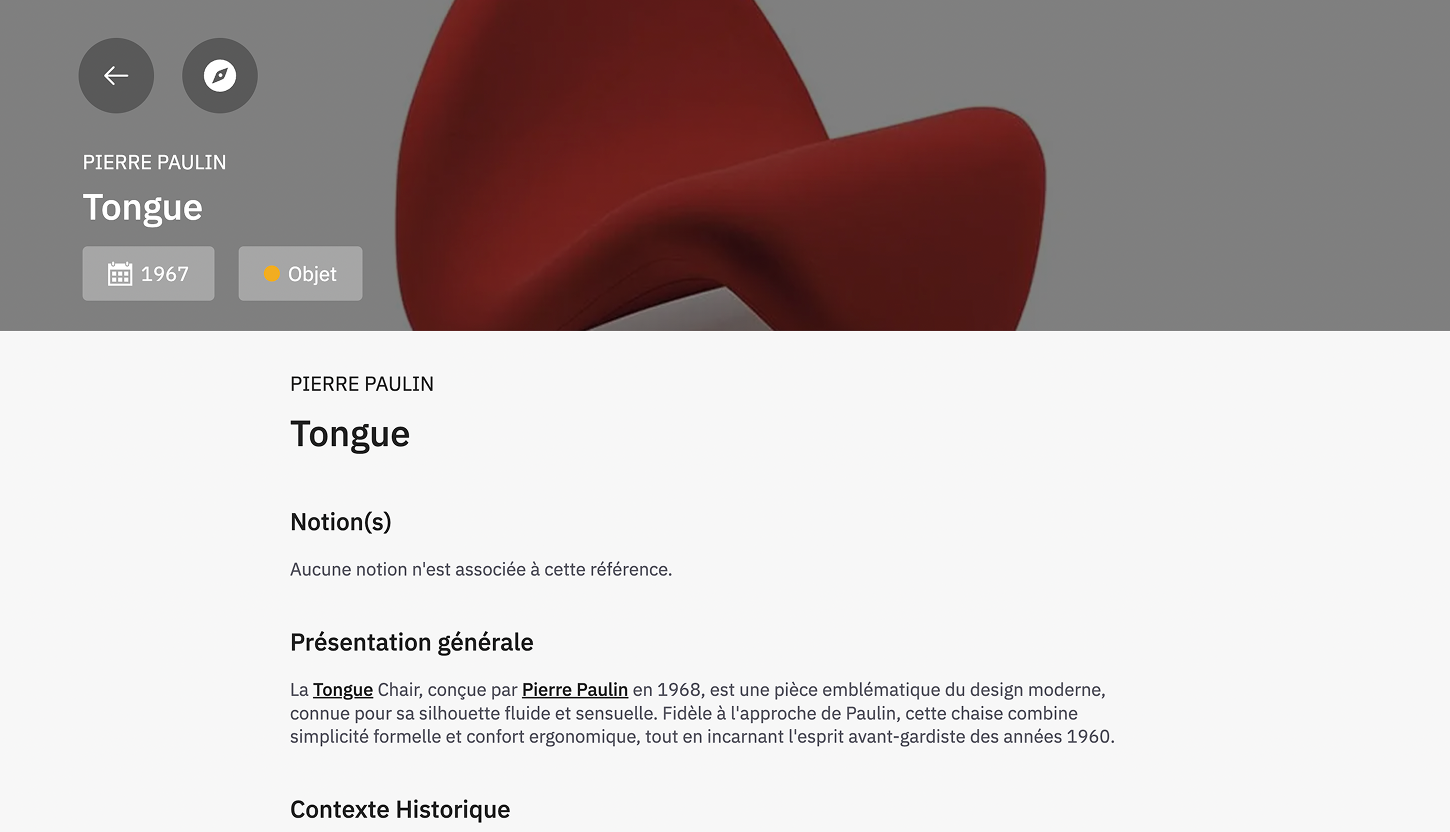 PIERRE PAULIN
Tongue
1967
Objet
PIERRE PAULIN
Tongue
Notion(s)
Aucune notion n'est associée à cette référence.
Présentation générale
La Tongue Chair, conçue par Pierre Paulin en 1968, est une pièce emblématique du design moderne,
connue pour sa silhouette fluide et sensuelle. Fidèle à l'approche de Paulin, cette chaise combine
simplicité formelle et confort ergonomique, tout en incarnant l'esprit avant-gardiste des années 1960.
Contexte Historique